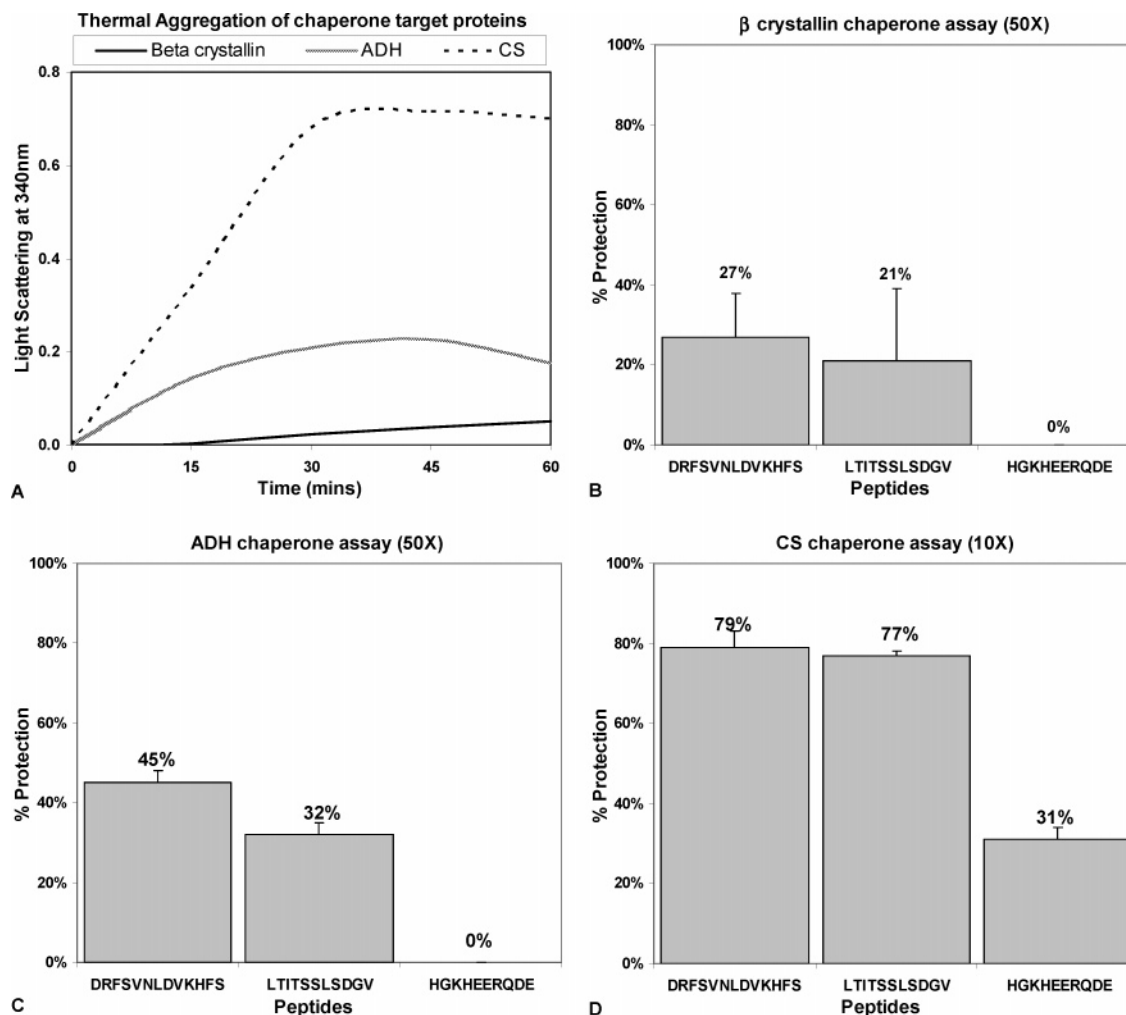 Thermal Aggregation of chaperone target proteins
Beta crystallin ADH CS
Light Scattering at 340nm
0.8
0.6
0.4
0.2
0.0
0 15 30 45 60
Time (mins)
A
β crystallin chaperone assay (50X)
% Protection
100%
80%
60%
40%
20%
0%
27%
21%
0%
DRFSVNLDVKHFS LTITSSLSDGV HGKHEERQDE
Peptides
B
ADH chaperone assay (50X)
% Protection
100%
80%
60%
40%
20%
0%
45%
32%
0%
DRFSVNLDVKHFS LTITSSLSDGV HGKHEERQDE
Peptides
C
CS chaperone assay (10X)
% Protection
100%
80%
60%
40%
20%
0%
79%
77%
31%
DRFSVNLDVKHFS LTITSSLSDGV HGKHEERQDE
Peptides
D